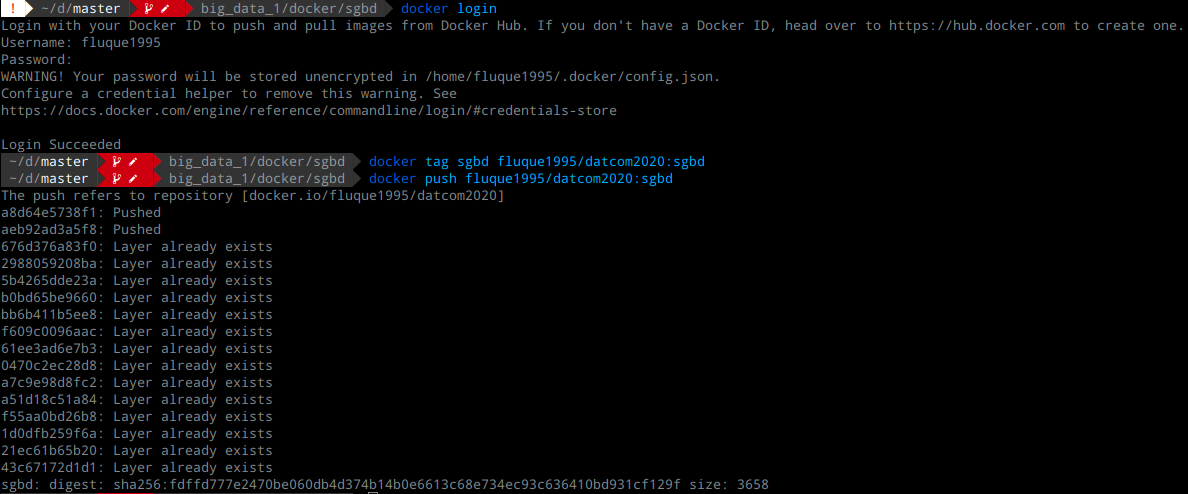 ! ~/d/master big_data_1/docker/sgbd docker login
Login with your Docker ID to push and pull images from Docker Hub. If you don't have a Docker ID, head over to https://hub.docker.com to create one.
Username: fluque1995
Password:
WARNING! Your password will be stored unencrypted in /home/fluque1995/.docker/config.json.
Configure a credential helper to remove this warning. See
https://docs.docker.com/engine/reference/commandline/login/#credentials-store
Login Succeeded
~/d/master big_data_1/docker/sgbd docker tag sgbd fluque1995/datcom2020:sgbd
~/d/master big_data_1/docker/sgbd docker push fluque1995/datcom2020:sgbd
The push refers to repository [docker.io/fluque1995/datcom2020]
a8d64e5738f1: Pushed
aeb92ad3a5f8: Pushed
676d376a83f0: Layer already exists
2988059208ba: Layer already exists
5b4265dde23a: Layer already exists
b0bd65be9660: Layer already exists
bb6b411b5ee8: Layer already exists
f609c0096aac: Layer already exists
61ee3ad6e7b3: Layer already exists
0470c2ec28d8: Layer already exists
a7c9e98d8fc2: Layer already exists
a51d18c51a84: Layer already exists
f55aa0bd26b8: Layer already exists
1d0dfb259f6a: Layer already exists
21ec61b65b20: Layer already exists
43c67172d1d1: Layer already exists
sgbd: digest: sha256:fdffd777e2470be060db4d374b14b0e6613c68e734ec93c636410bd931cf129f size: 3658